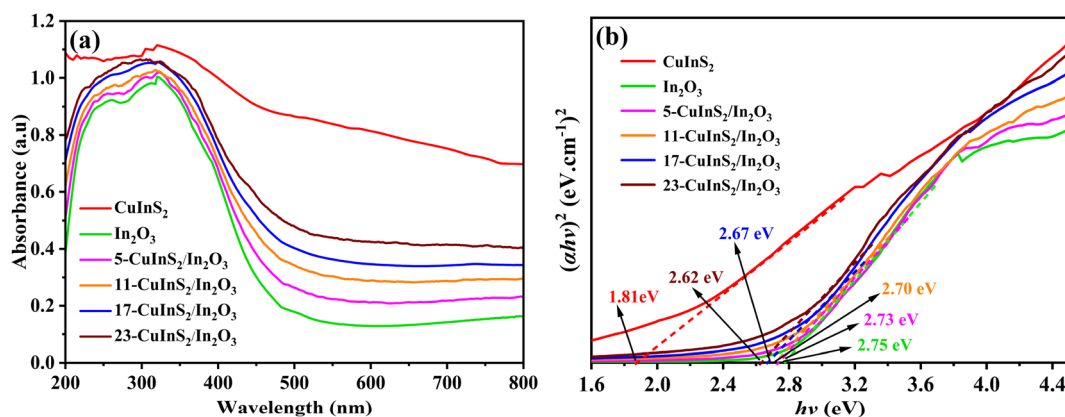 (a)
1.2
1.0
0.8
0.6
0.4
0.2
0.0
Absorbance (a.u)
CuInS₂
In₂O₃
5-CuInS₂/In₂O₃
11-CuInS₂/In₂O₃
17-CuInS₂/In₂O₃
23-CuInS₂/In₂O₃
200 300 400 500 600 700 800
Wavelength (nm)
(b)
(αhν)² (eV.cm⁻¹)²
CuInS₂
In₂O₃
5-CuInS₂/In₂O₃
11-CuInS₂/In₂O₃
17-CuInS₂/In₂O₃
23-CuInS₂/In₂O₃
2.67 eV
2.62 eV
1.81eV
2.70 eV
2.73 eV
2.75 eV
1.6 2.0 2.4 2.8 3.2 3.6 4.0 4.4
hν (eV)